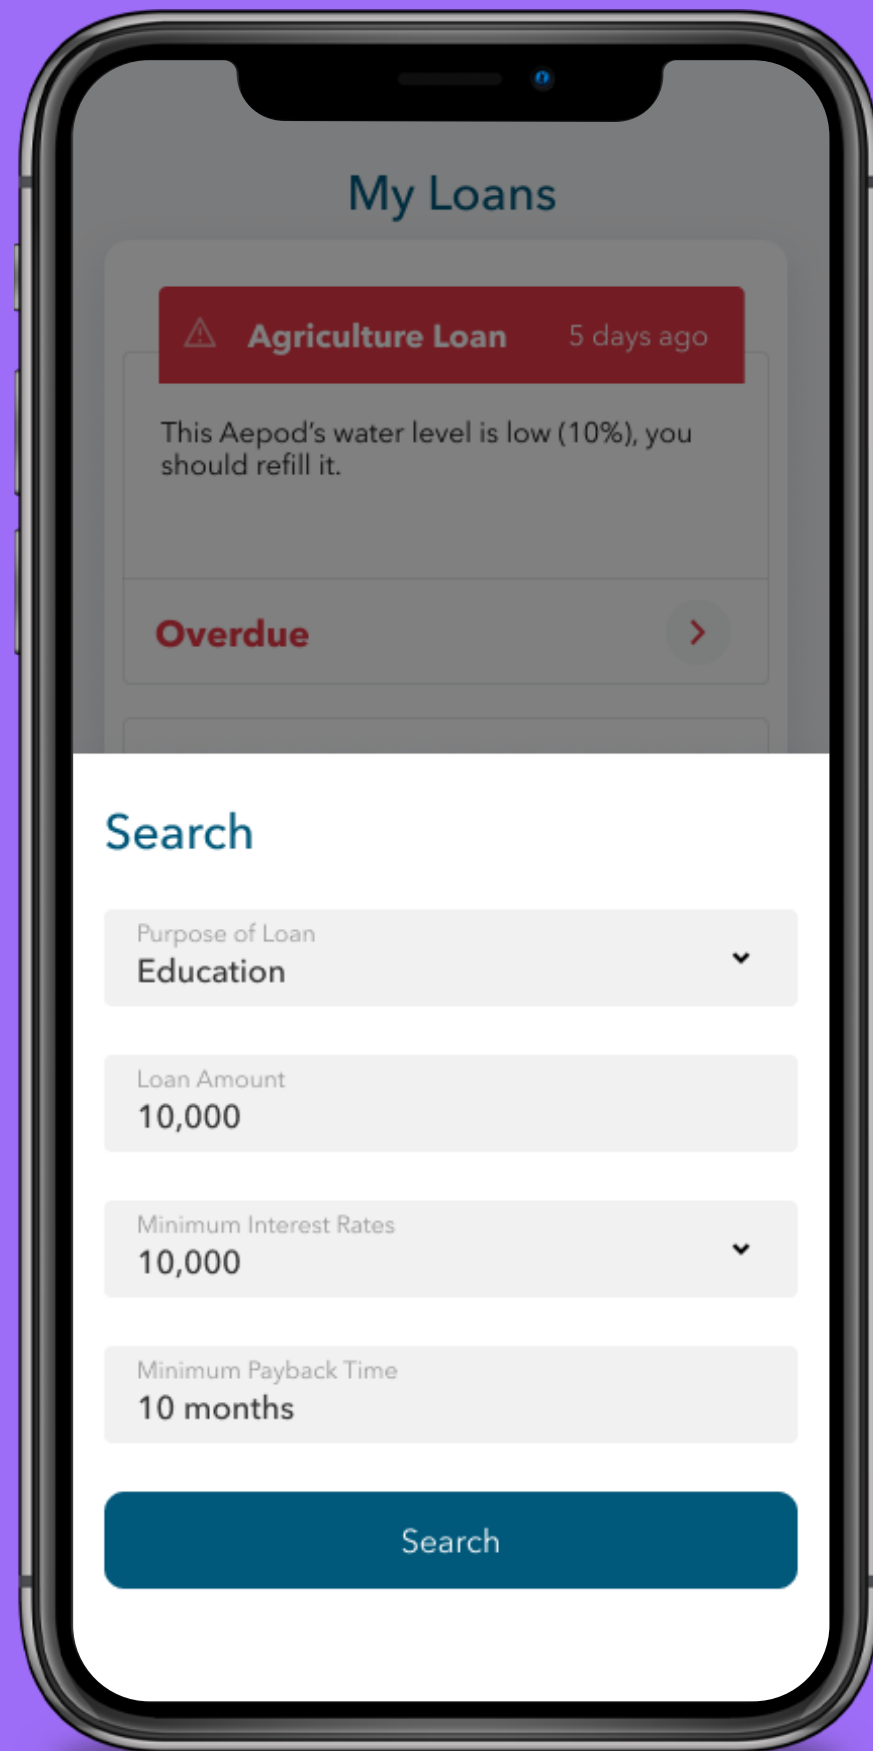 My Loans
Agriculture Loan 5 days ago
This Aepod's water level is low (10%), you
should refill it.
Overdue
Search
Purpose of Loan
Education
Loan Amount
10,000
Minimum Interest Rates
10,000
Minimum Payback Time
10 months
Search